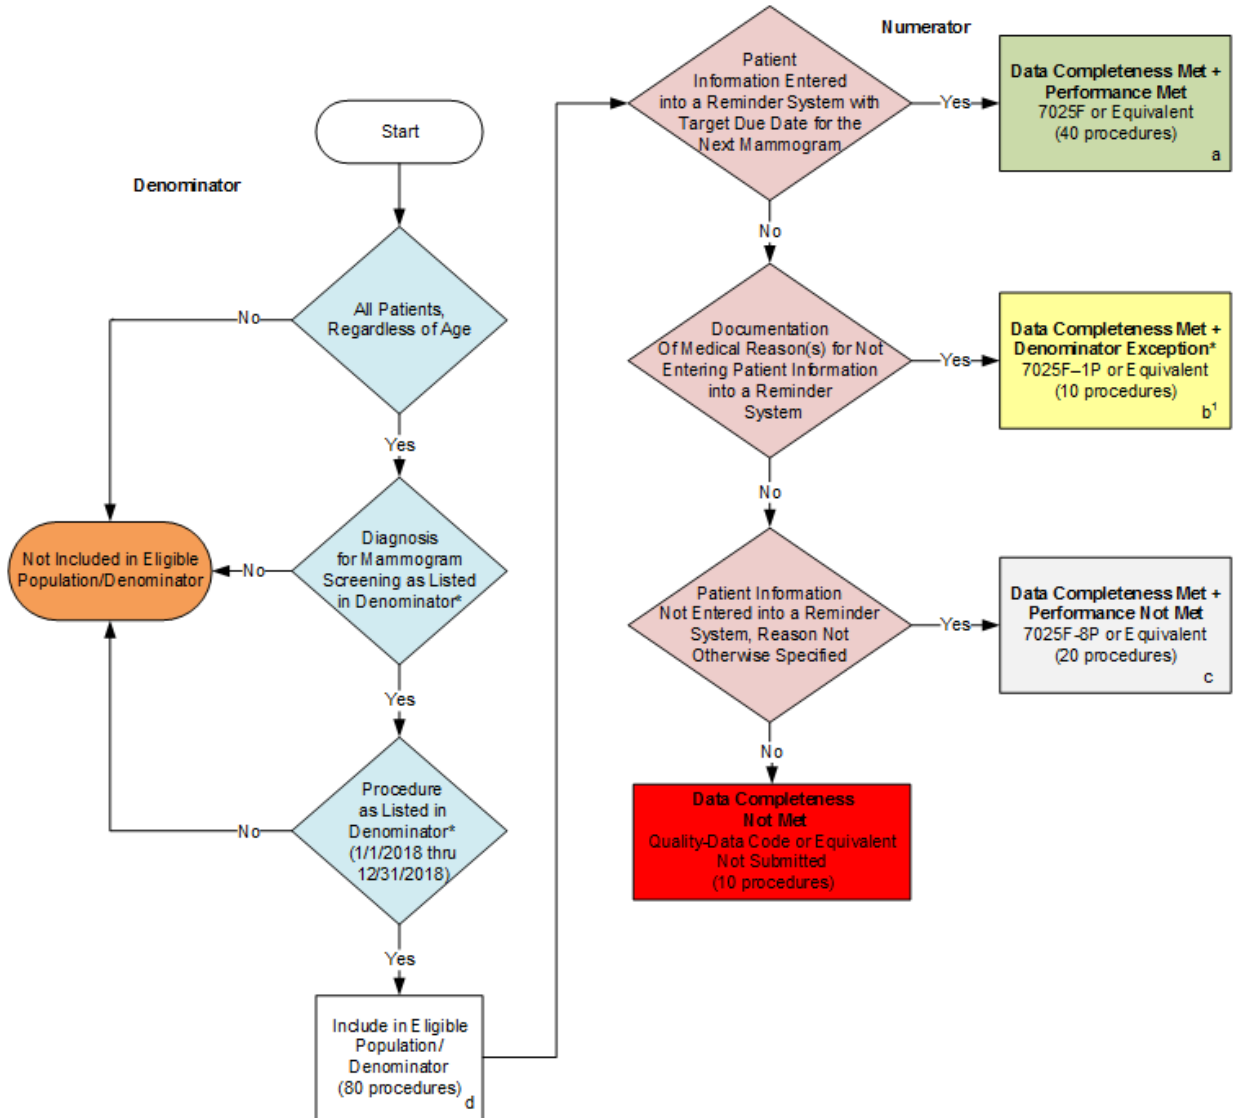 Denominator
Start
All Patients,
Regardless of Age
No
Yes
Diagnosis
for Mammogram
Screening as Listed
in Denominator*
No
Not Included in Eligible
Population/Denominator
Yes
Procedure
as Listed in
Denominator*
(1/1/2018 thru
12/31/2018)
No
Yes
Include in Eligible
Population/
Denominator
(80 procedures)
d
Numerator
Patient
Information Entered
into a Reminder System with
Target Due Date for the
Next Mammogram
Yes
Data Completeness Met +
Performance Met
7025F or Equivalent
(40 procedures)
a
No
Documentation
Of Medical Reason(s) for Not
Entering Patient Information
into a Reminder
System
Yes
Data Completeness Met +
Denominator Exception*
7025F–1P or Equivalent
(10 procedures)
b¹
No
Patient Information
Not Entered into a Reminder
System, Reason Not
Otherwise Specified
Yes
Data Completeness Met +
Performance Not Met
7025F-8P or Equivalent
(20 procedures)
c
No
Data Completeness
Not Met
Quality-Data Code or Equivalent
Not Submitted
(10 procedures)